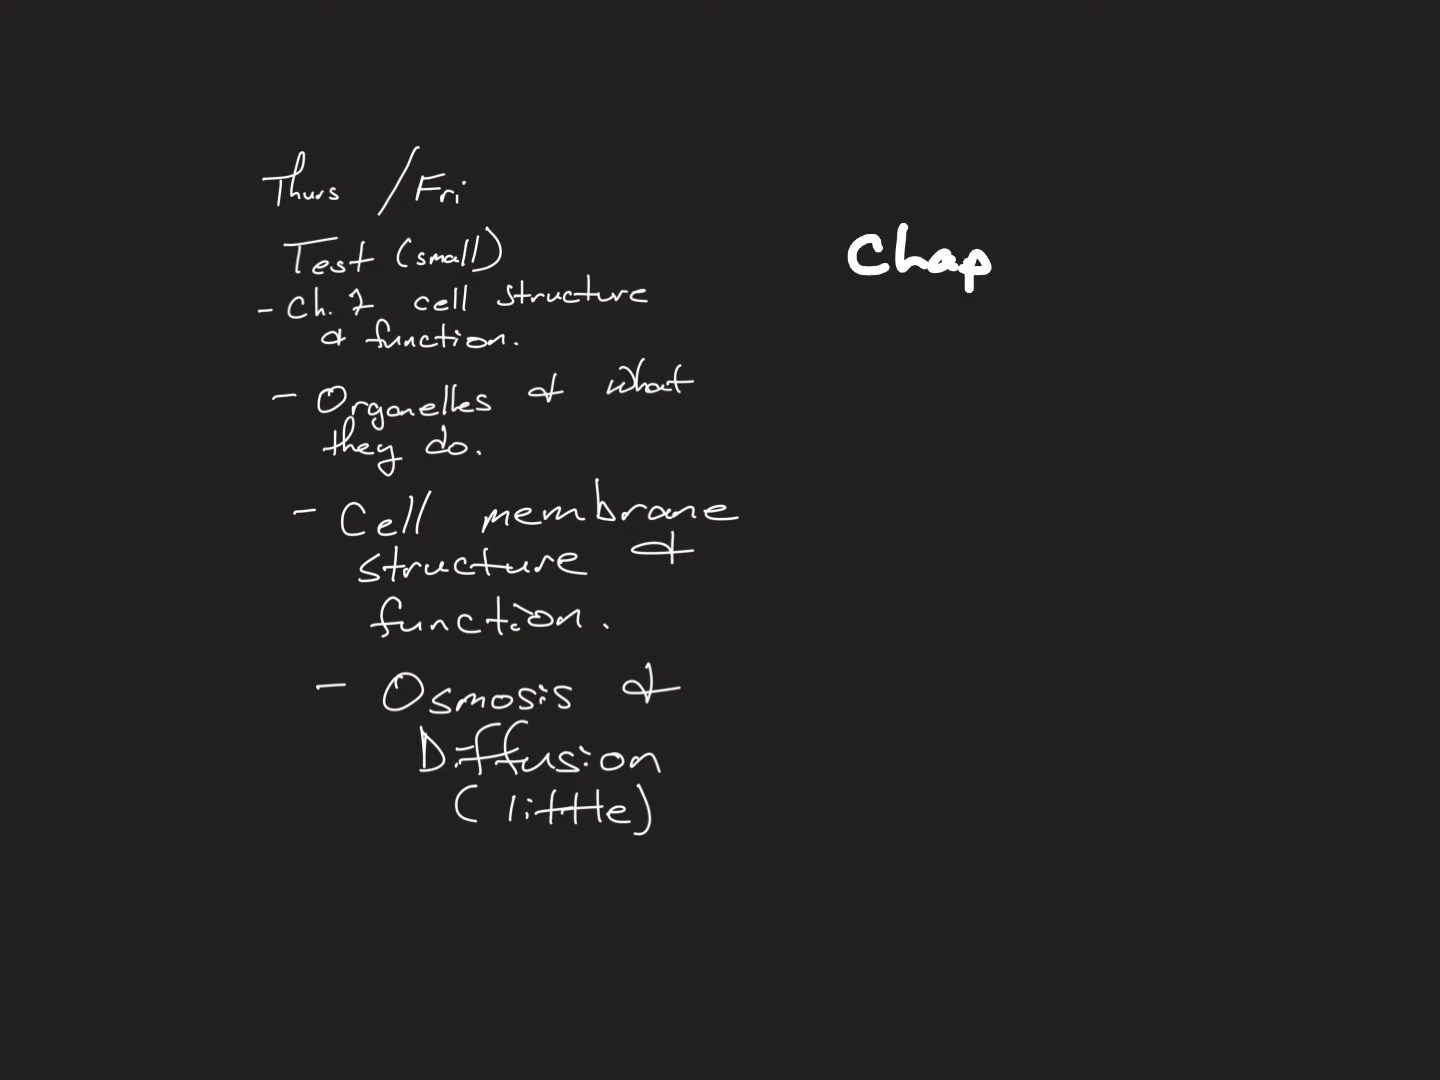 Thurs / Fri
Test (small)
- Ch. 7 cell structure
& function.
- Organelles & what
they do.
- Cell membrane
structure &
function.
- Osmosis &
Diffusion
(little)
Chap